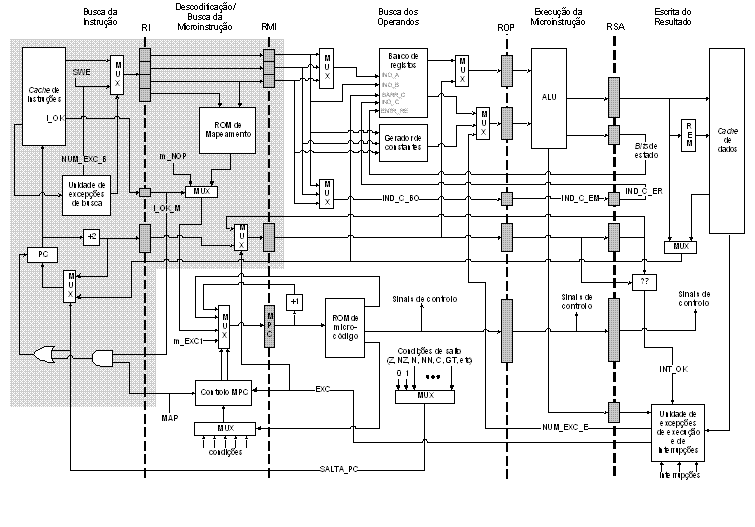 Busca da
Instrução
RI
Descodificação/
Busca da
Microinstrução
RMI
Busca dos
Operandos
ROP
Execução da
Microinstrução
RSA
Escrita do
Resultado
Cache de
instruções
SWE
MUX
I_OK
NUM_EXC_B
Unidade de
excepções
de busca
+2
PC
MUX
ROM de
Mapeamento
m_NOP
MUX
I_OK_M
MUX
MUX
Banco de
registos
IND_A
IND_B
BARR_C
IND_C
ENTR_RE
Gerador de
constantes
MUX
MUX
MUX
IND_C_BO
ALU
IND_C_EM
IND_C_ER
Bits de
estado
REM
Cache
de dados
MUX
??
m_EXC1
MUX
MPC
+1
ROM de
micro-
código
Sinais de controlo
Sinais de
controlo
Sinais de
controlo
Condições de salto
(Z, NZ, N, NN, C, GT, etc)
0 1
MUX
Controlo MPC
EXC
MAP
MUX
condições
SALTA_PC
NUM_EXC_E
INT_OK
Unidade de
excepções
de execução
e de
interrupções
Interrupções